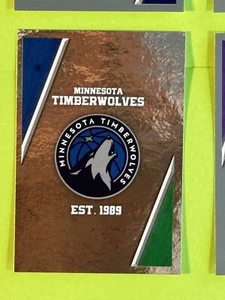 MINNESOTA
TIMBERWOLVES
MINNESOTA TIMBERWOLVES
EST. 1989